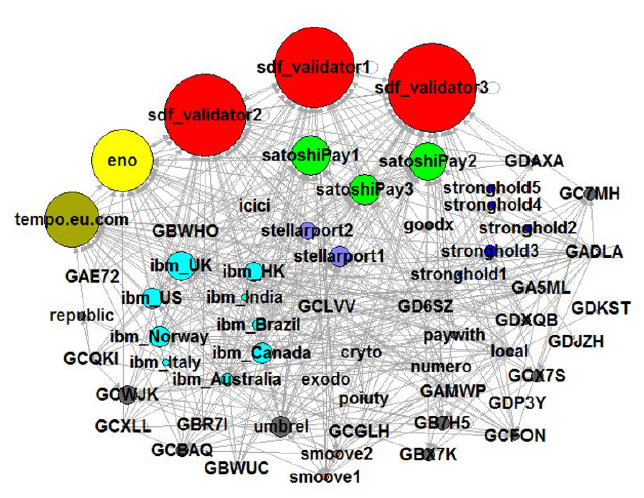 sdf_validator1
sdf_validator3
sdf_validator2
eno
satoshiPay1
satoshiPay2
GDAXA
satoshiPay3
stronghold5
GC7MH
stronghold4
icici
tempo.eu.com
GBWHO
stellarport2
goodx
stronghold2
stellarport1
stronghold3
GADLA
ibm_UK
ibm_HK
stronghold1
GAE72
GA5ML
ibm_US
ibm_India
GCLVV
GD6SZ
GDKST
republic
ibm_Brazil
GDXQB
ibm_Norway
paywith
GDJZH
ibm_Canada
cryto
local
GCQKI
ibm_Italy
numero
ibm_Australia
exodo
GCX7S
GCWJK
poiuty
GAMWP
GDP3Y
GCXLL
GBR7I
umbrel
GCGLH
GB7H5
GCFON
GCBAQ
smoove2
GBX7K
GBWUC
smoove1